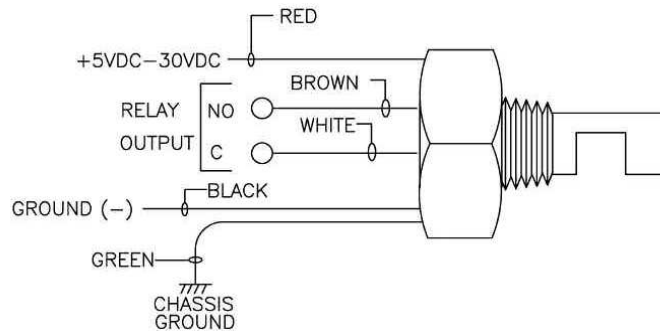 RED
+5VDC-30VDC
BROWN
RELAY NO
WHITE
OUTPUT C
BLACK
GROUND (-)
GREEN
CHASSIS
GROUND